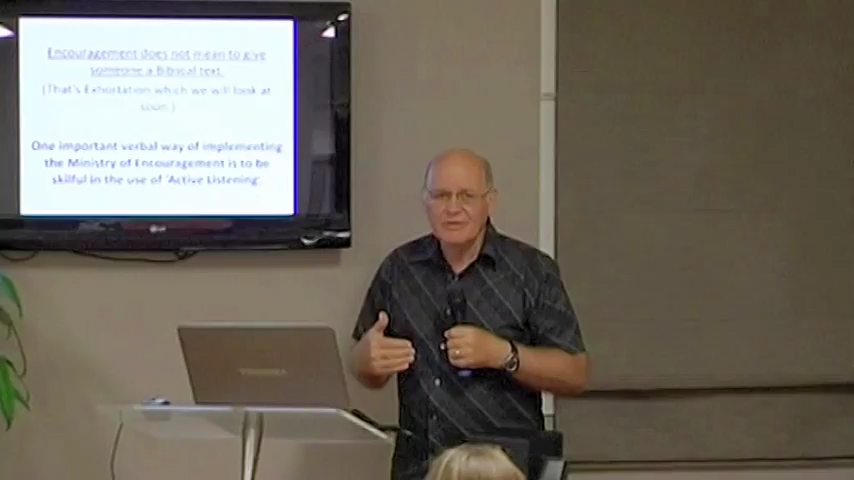 Encouragement does not mean to give
someone a Biblical text.
(That's Exhortation which we will look at
soon.)
One important verbal way of implementing
the Ministry of Encouragement is to be
skilful in the use of 'Active Listening'
LG
TOSHIBA